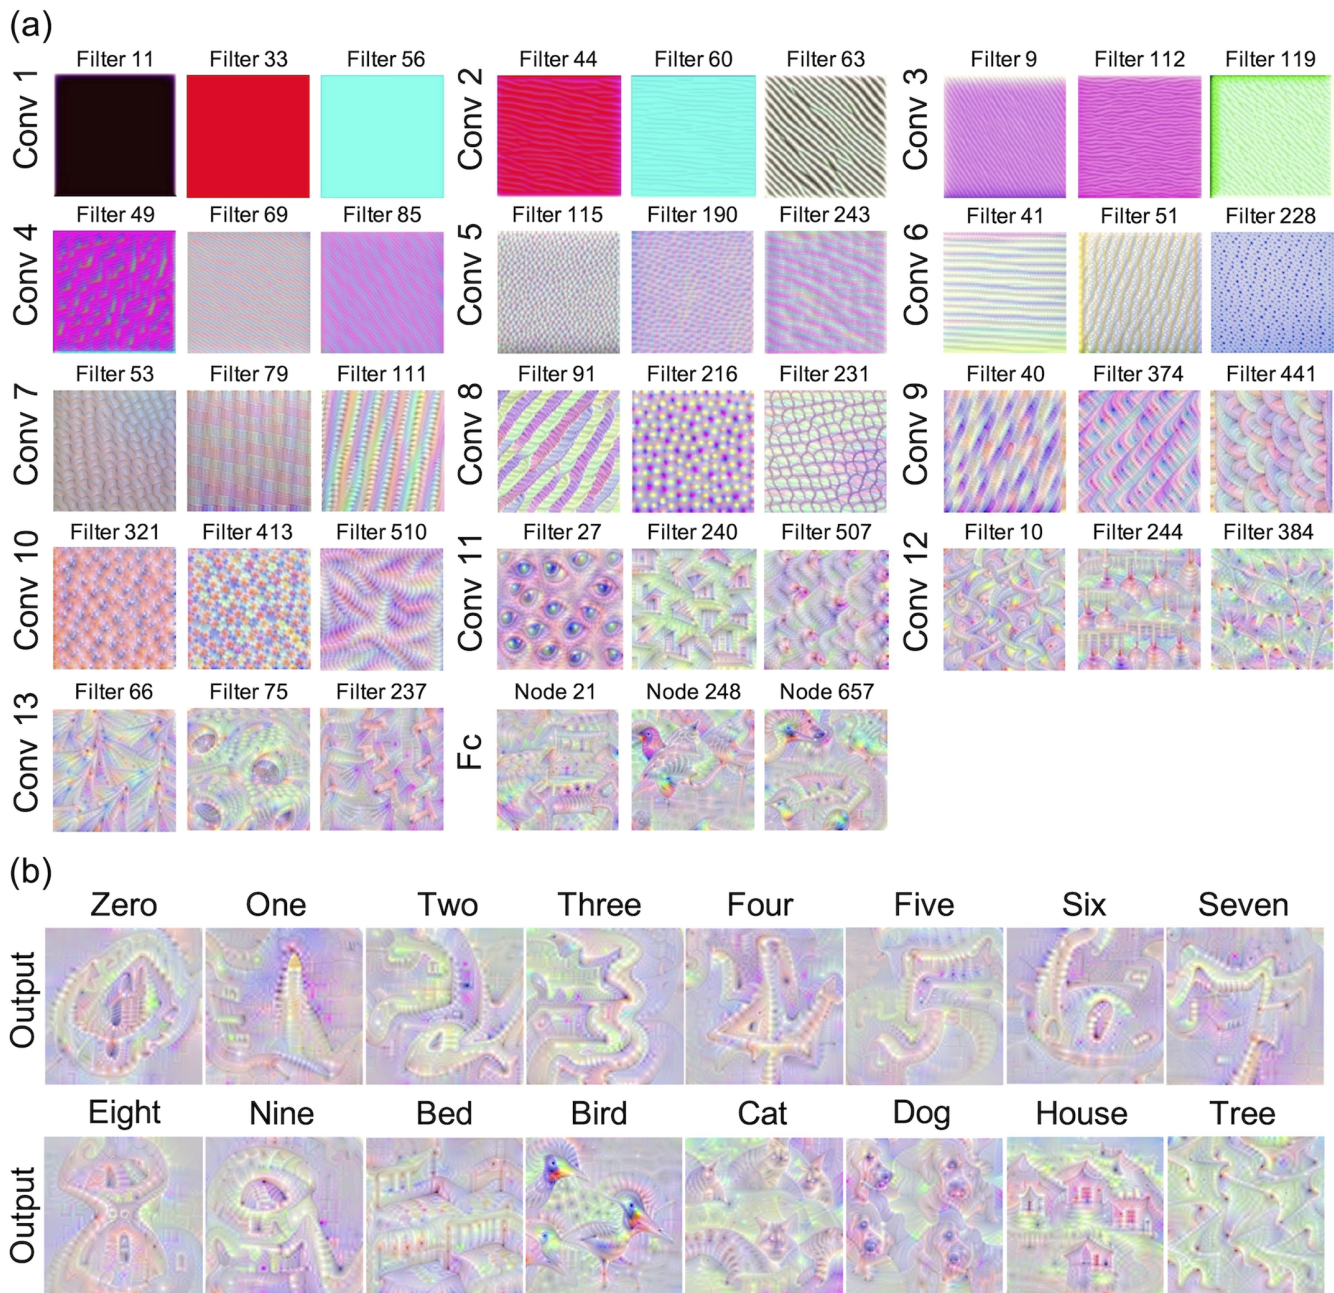 (a)
Conv 1
Filter 11 Filter 33 Filter 56
Conv 2
Filter 44 Filter 60 Filter 63
Conv 3
Filter 9 Filter 112 Filter 119
Conv 4
Filter 49 Filter 69 Filter 85
Conv 5
Filter 115 Filter 190 Filter 243
Conv 6
Filter 41 Filter 51 Filter 228
Conv 7
Filter 53 Filter 79 Filter 111
Conv 8
Filter 91 Filter 216 Filter 231
Conv 9
Filter 40 Filter 374 Filter 441
Conv 10
Filter 321 Filter 413 Filter 510
Conv 11
Filter 27 Filter 240 Filter 507
Conv 12
Filter 10 Filter 244 Filter 384
Conv 13
Filter 66 Filter 75 Filter 237
Fc
Node 21 Node 248 Node 657
(b)
Zero One Two Three Four Five Six Seven
Output
Eight Nine Bed Bird Cat Dog House Tree
Output